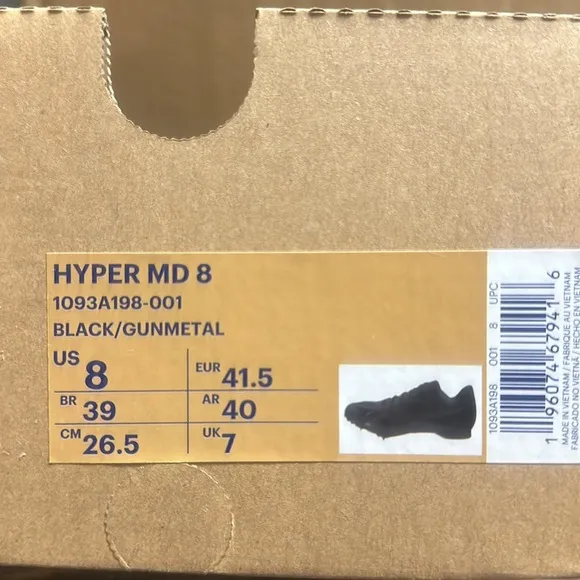 HYPER MD 8
1093A198-001
BLACK/GUNMETAL
US 8
EUR 41.5
BR 39
AR 40
CM 26.5
UK 7
1093A198 001 8 UPC
1 96074 67941 6
MADE IN VIETNAM / FABRIQUE AU VIETNAM
FABRICADO NO VIETNÃ / HECHO EN VIETNAM